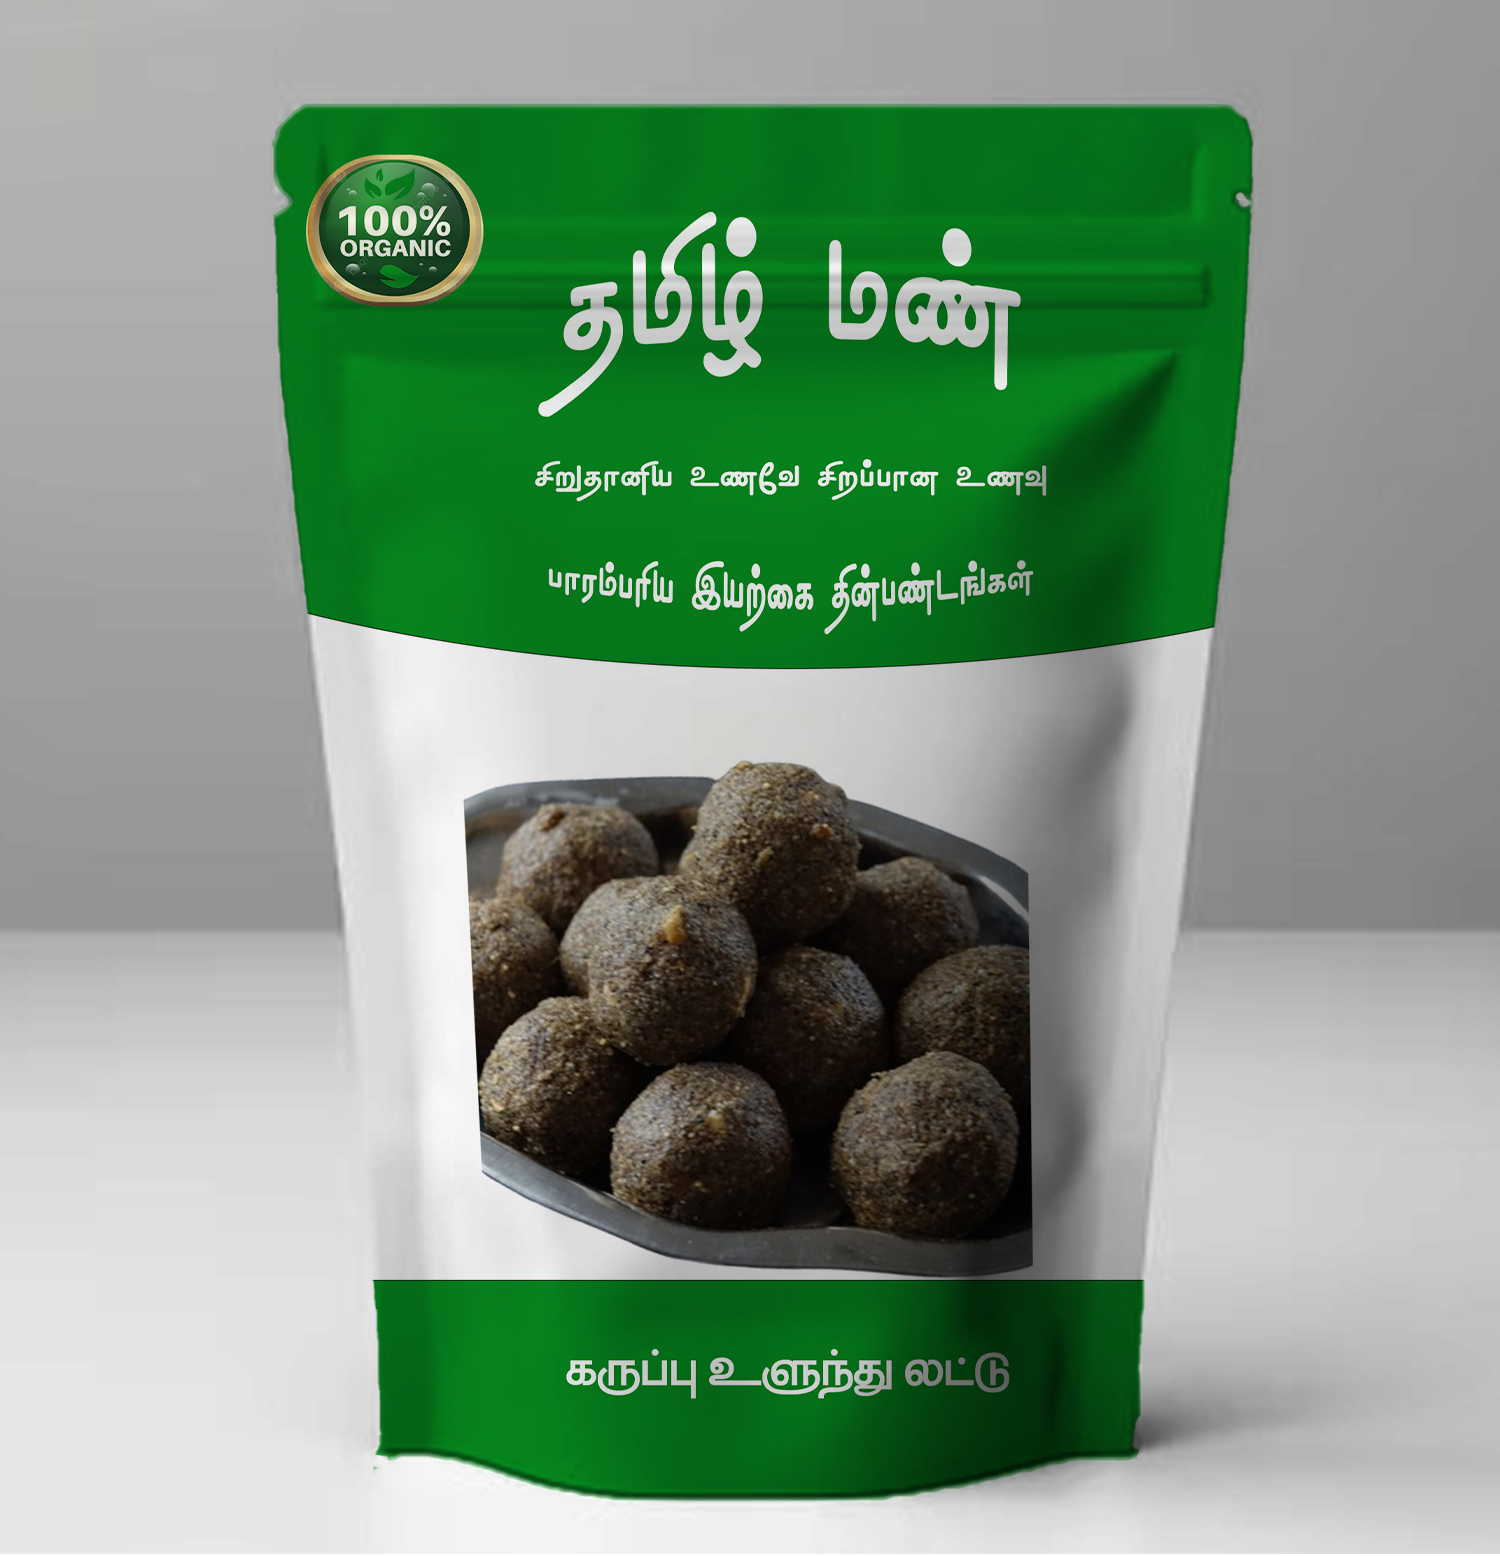 100%
ORGANIC
தமிழ் மண்
சிறுதானிய உணவே சிறப்பான உணவு
பாரம்பரிய இயற்கை தின்பண்டங்கள்
கருப்பு உளுந்து லட்டு